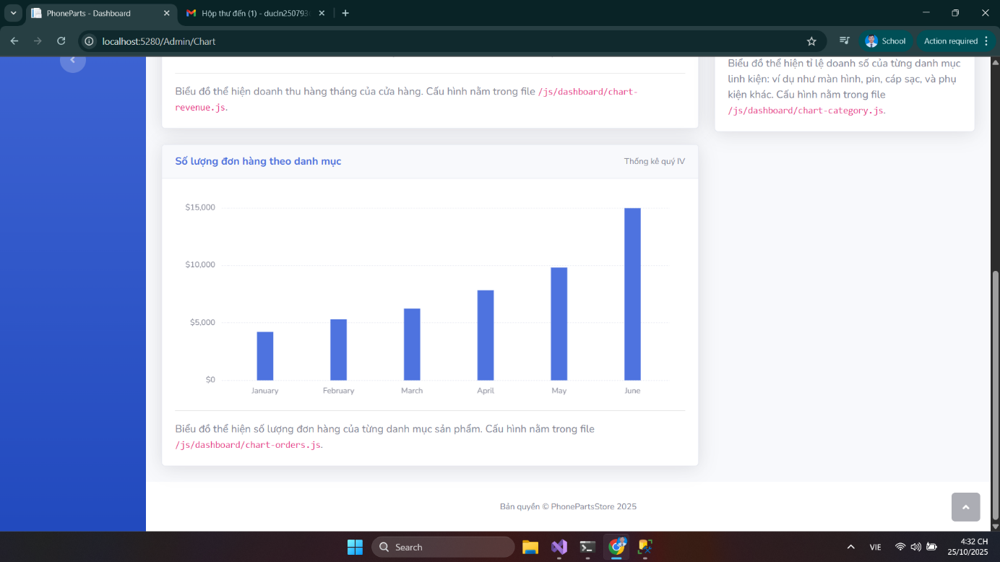 PhoneParts - Dashboard
Hộp thư đến (1) - ducln250793
localhost:5280/Admin/Chart
School
Action required
Biểu đồ thể hiện doanh thu hàng tháng của cửa hàng. Cấu hình nằm trong file /js/dashboard/chart-
revenue.js.
Biểu đồ thể hiện tỉ lệ doanh số của từng danh mục
linh kiện: ví dụ như màn hình, pin, cáp sạc, và phụ
kiện khác. Cấu hình nằm trong file
/js/dashboard/chart-category.js.
Số lượng đơn hàng theo danh mục
Thống kê quý IV
$15,000
$10,000
$5,000
$0
January February March April May June
Biểu đồ thể hiện số lượng đơn hàng của từng danh mục sản phẩm. Cấu hình nằm trong file
/js/dashboard/chart-orders.js.
Bản quyền © PhonePartsStore 2025
Search
VIE
4:32 CH
25/10/2025